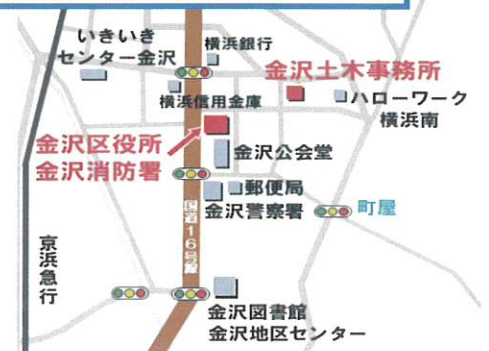 いきいき
センター金沢
横浜銀行
金沢土木事務所
横浜信用金庫
ハローワーク
横浜南
金沢区役所
金沢消防署
金沢公会堂
郵便局
金沢警察署
町屋
国道16号線
京浜急行
金沢図書館
金沢地区センター